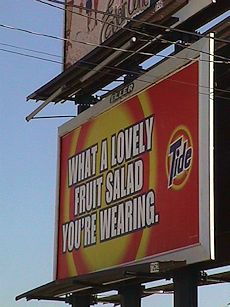 WHAT A LOVELY
FRUIT SALAD
YOU'RE WEARING.
Tide